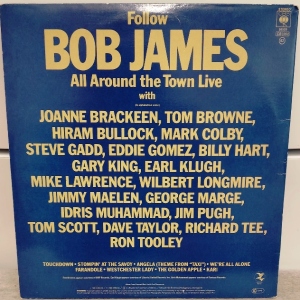 Follow
BOB JAMES
All Around the Town Live
with
JOANNE BRACKEEN, TOM BROWNE,
HIRAM BULLOCK, MARK COLBY,
STEVE GADD, EDDIE GOMEZ, BILLY HART,
GARY KING, EARL KLUGH,
MIKE LAWRENCE, WILBERT LONGMIRE,
JIMMY MAELEN, GEORGE MARGE,
IDRIS MUHAMMAD, JIM PUGH,
TOM SCOTT, DAVE TAYLOR, RICHARD TEE,
RON TOOLEY
TOUCHDOWN • STOMPIN' AT THE SAVOY • ANGELA (THEME FROM "TAXI") • WE'RE ALL ALONE
FARANDOLE • WESTCHESTER LADY • THE GOLDEN APPLE • KARI